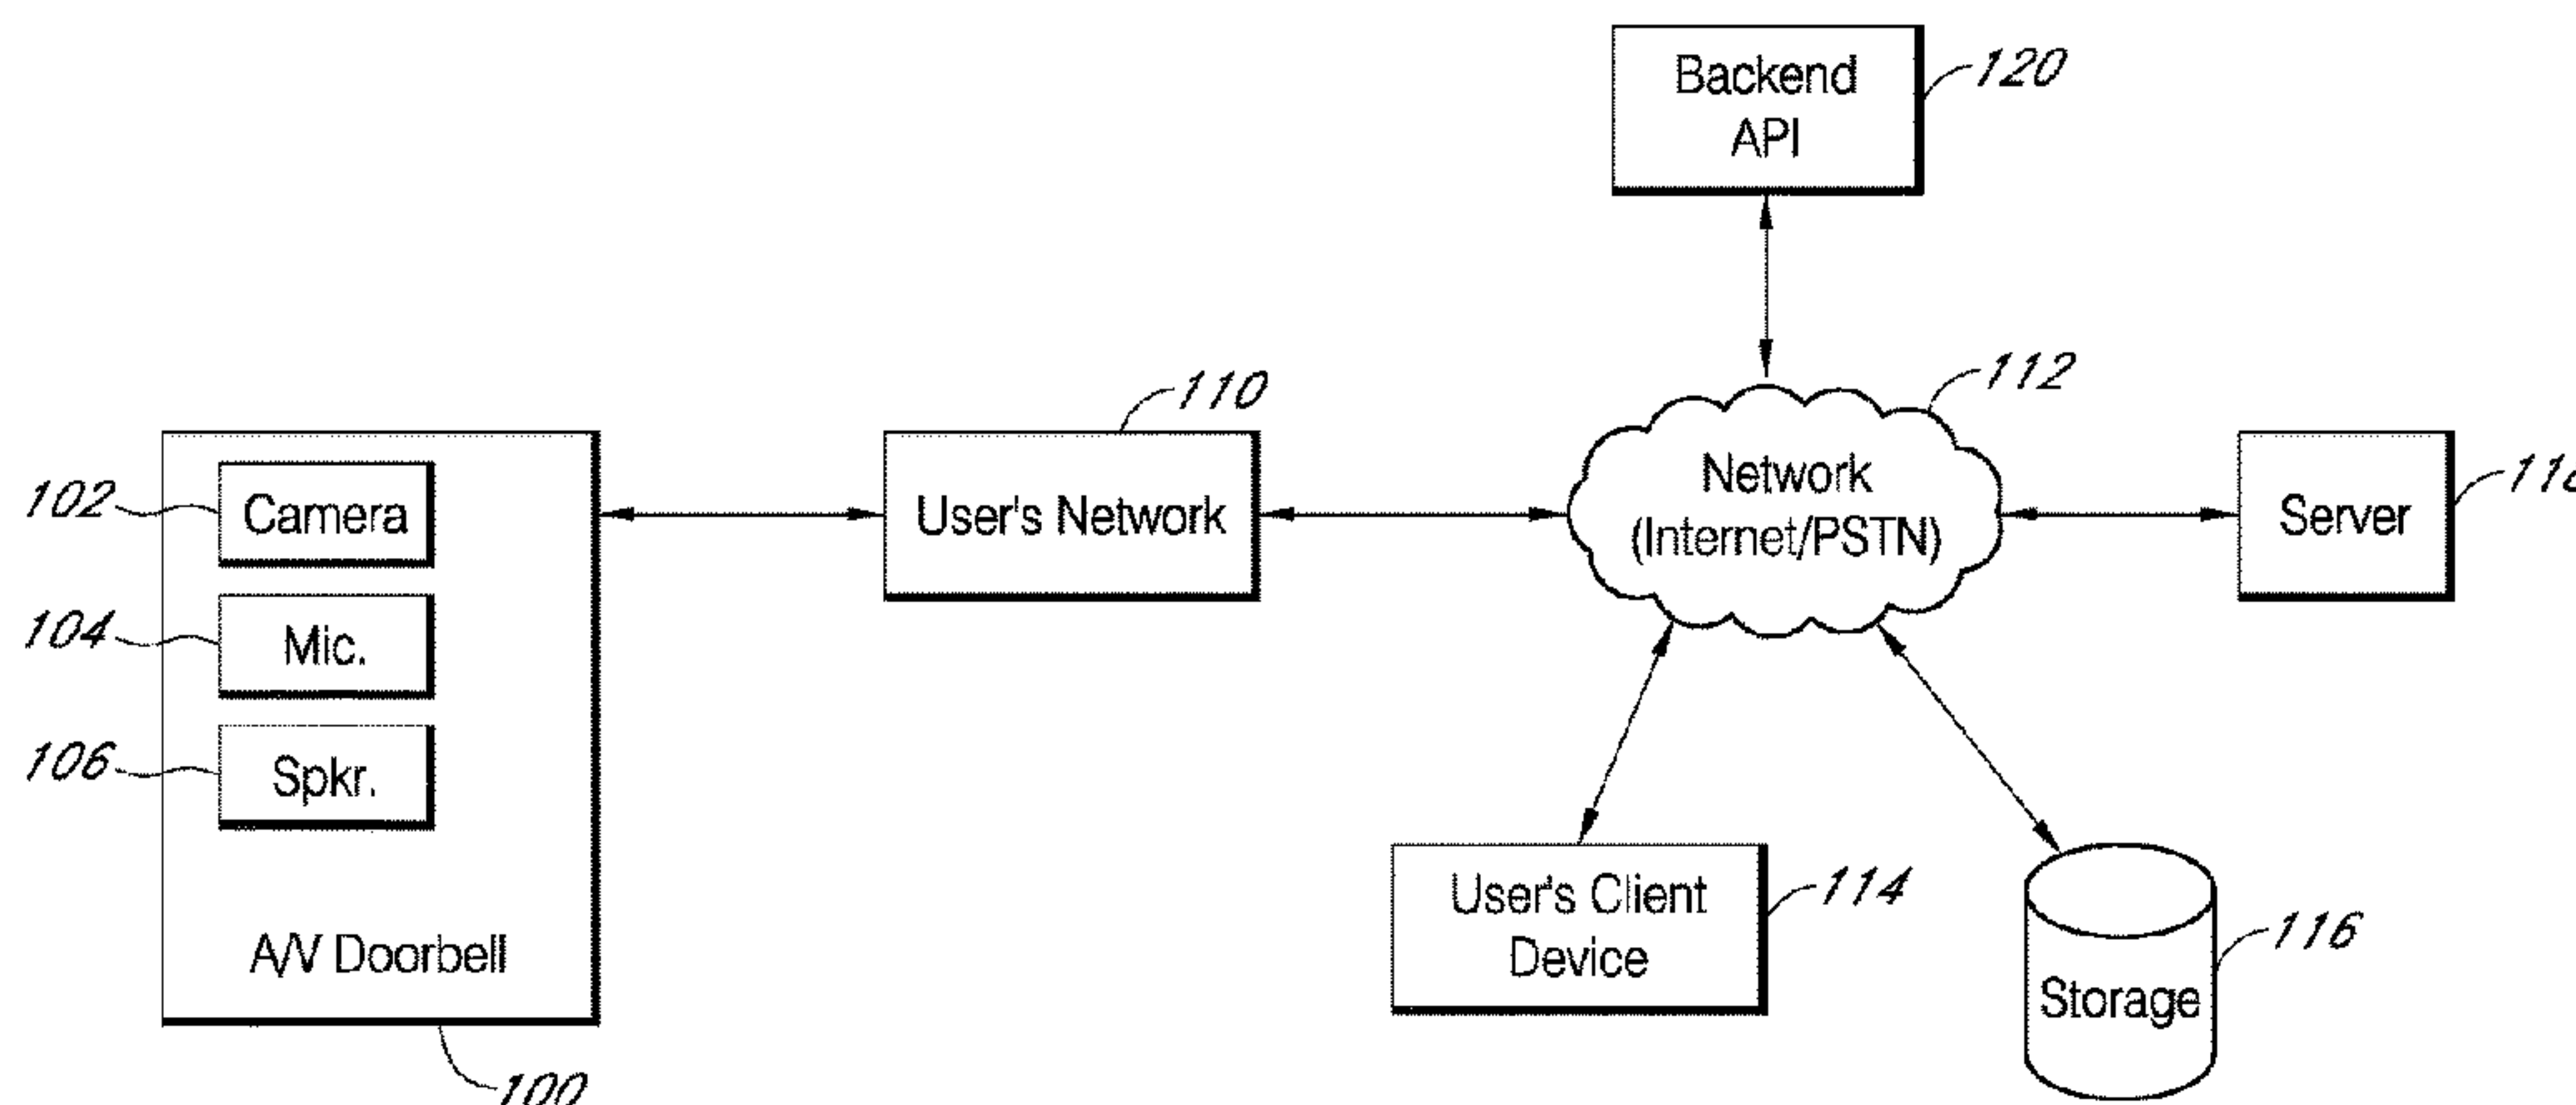 Backend
API
120
112
110
Network
(Internet/PSTN)
Server
User's Network
102
Camera
104
Mic.
106
Spkr.
A/V Doorbell
100
User's Client
Device
114
Storage
116